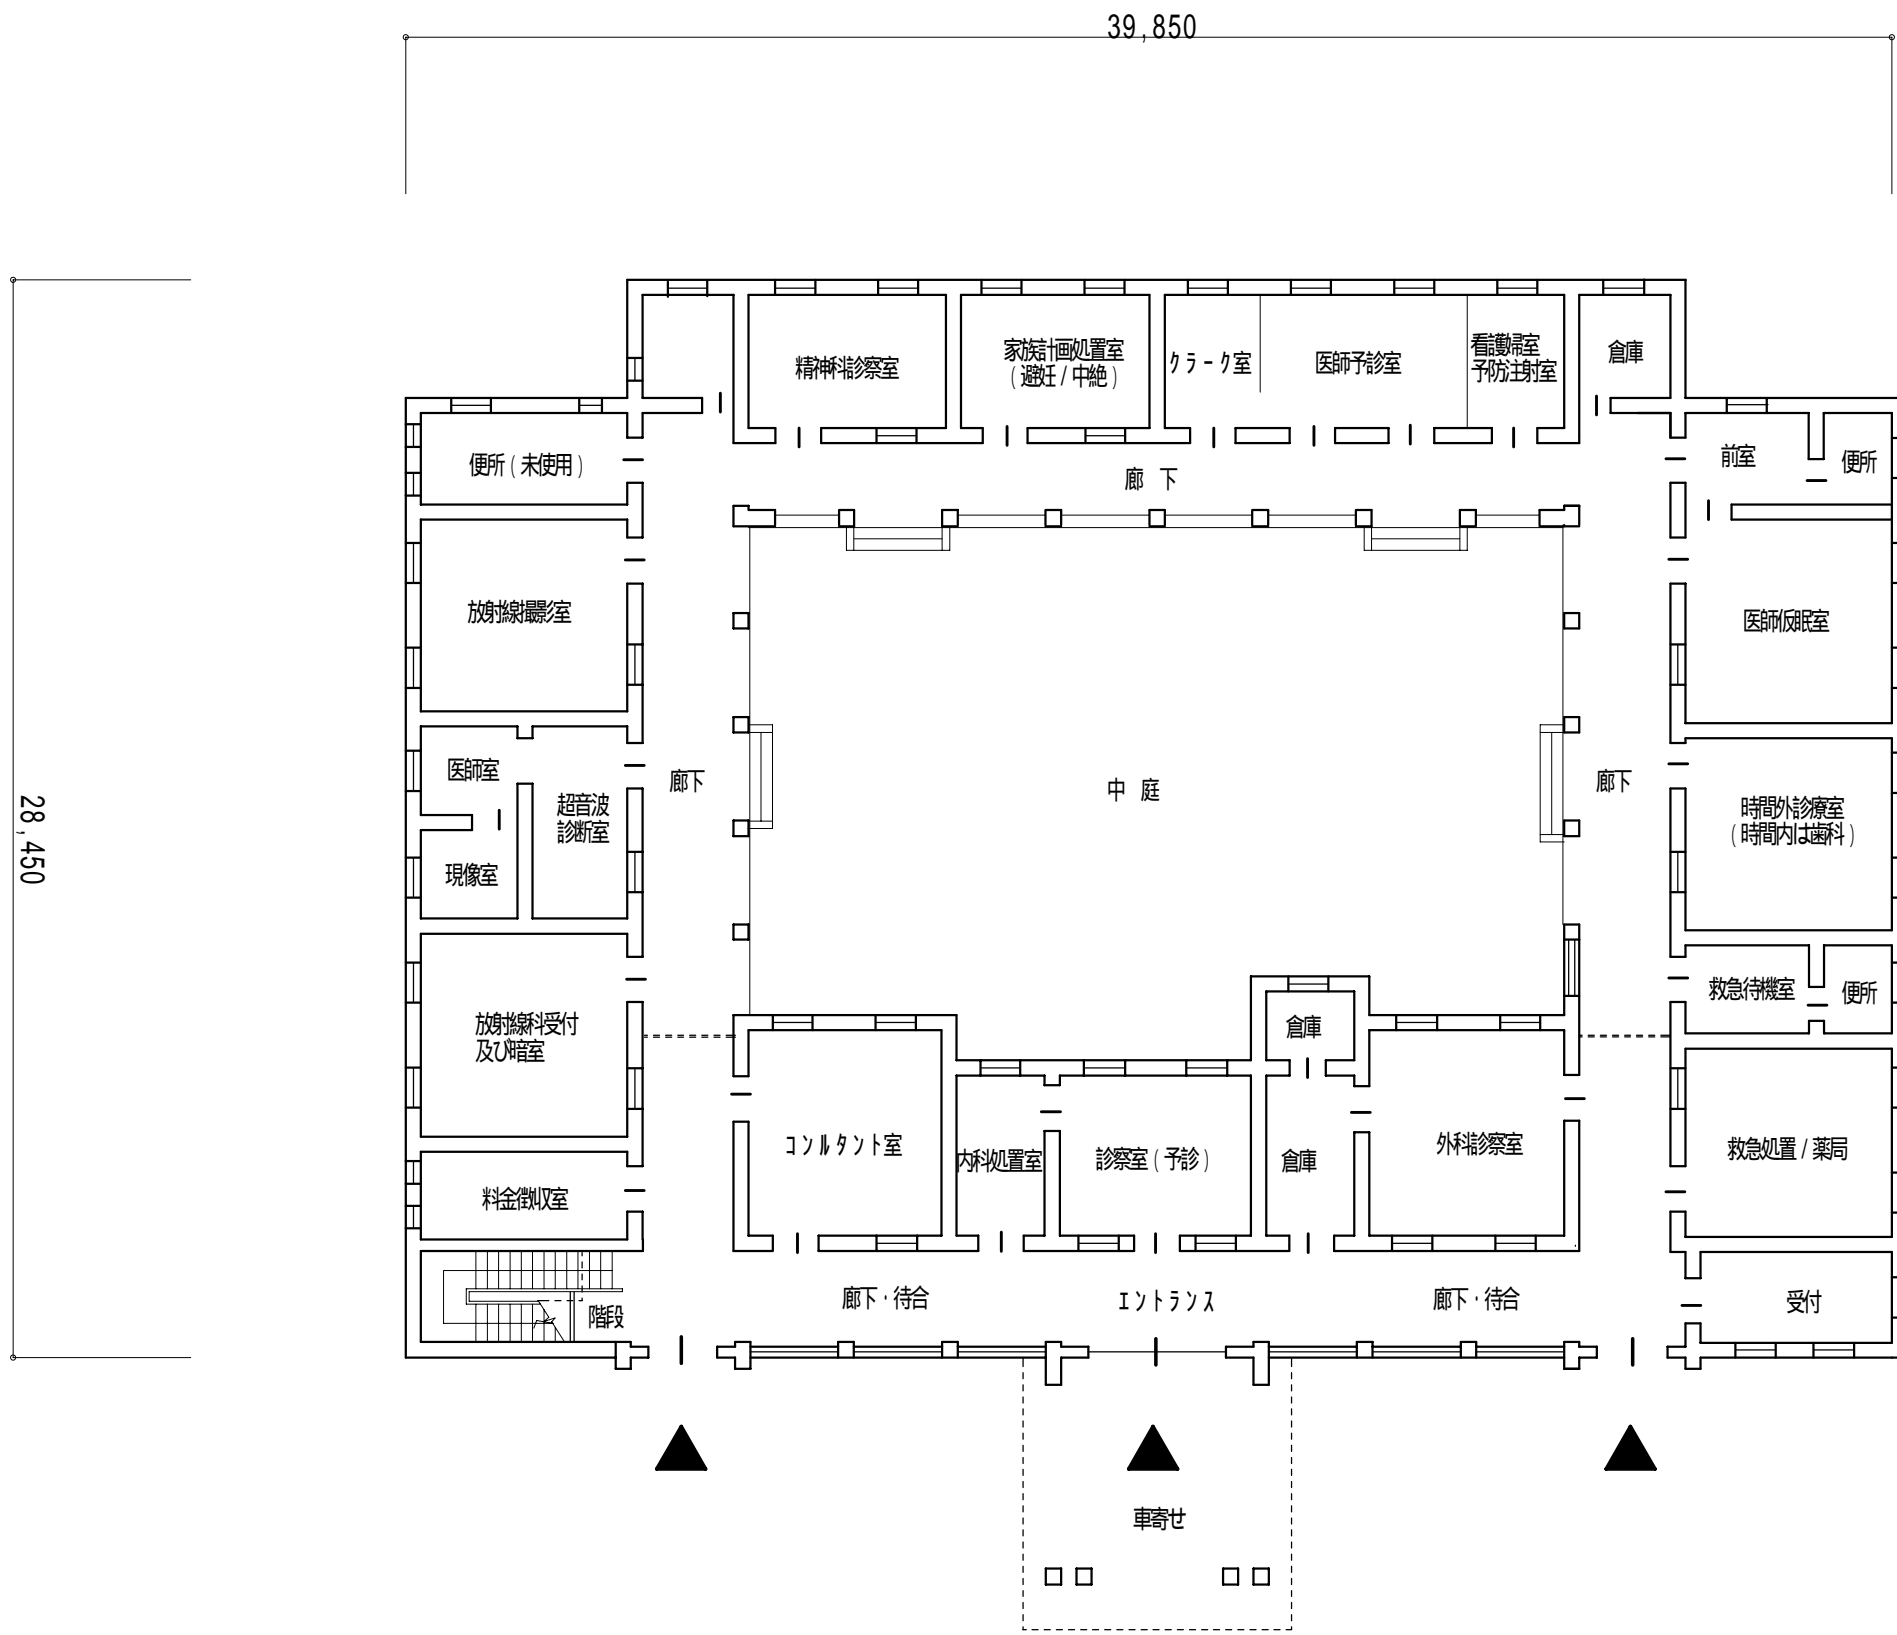 39,850
28,450
精神科診察室
家族計画処置室
(避妊/中絶)
クラーク室
医師予診室
看護婦室
予防注射室
倉庫
便所(未使用)
廊 下
前室
便所
放射線撮影室
医師仮眠室
医師室
超音波
診断室
現像室
廊下
中 庭
廊下
時間外診療室
(時間内は歯科)
救急待機室
便所
放射線科受付
及び暗室
倉庫
コンルタント室
内科処置室
診察室(予診)
倉庫
外科診察室
救急処置/薬局
料金徴収室
階段
廊下・待合
エントランス
廊下・待合
受付
車寄せ